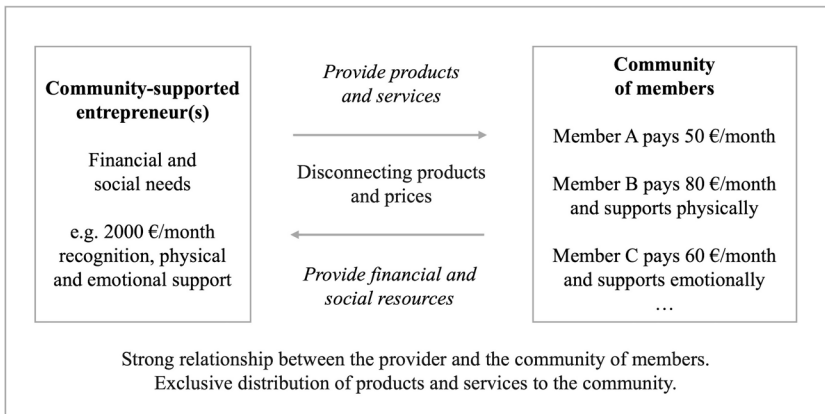 Community-supported
entrepreneur(s)
Financial and
social needs
e.g. 2000 €/month
recognition, physical
and emotional support
Provide products
and services
Disconnecting products
and prices
Provide financial and
social resources
Community
of members
Member A pays 50 €/month
Member B pays 80 €/month
and supports physically
Member C pays 60 €/month
and supports emotionally
…
Strong relationship between the provider and the community of members.
Exclusive distribution of products and services to the community.